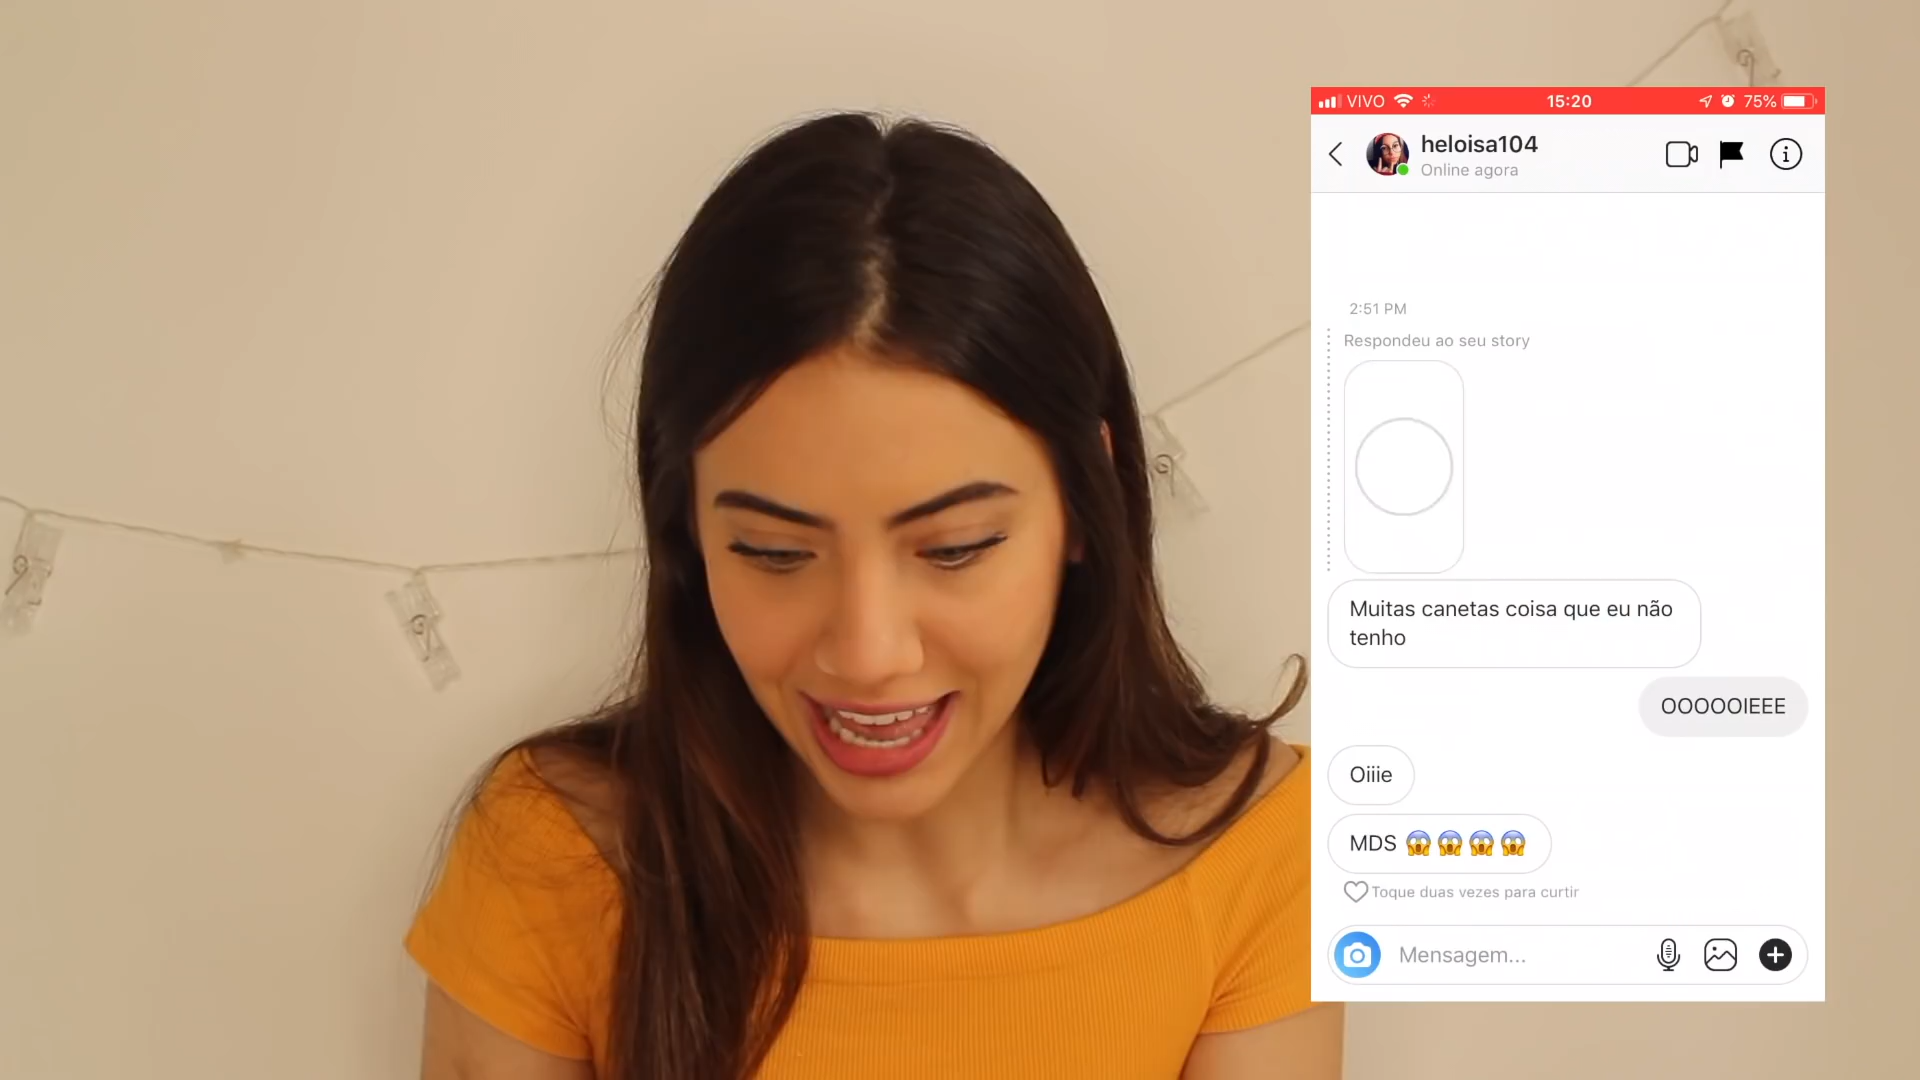 VIVO 15:20 75%
heloisa104
Online agora
2:51 PM
Respondeu ao seu story
Muitas canetas coisa que eu não
tenho
OOOOOIEEE
Oiiie
MDS 😱😱😱😱
Toque duas vezes para curtir
Mensagem...